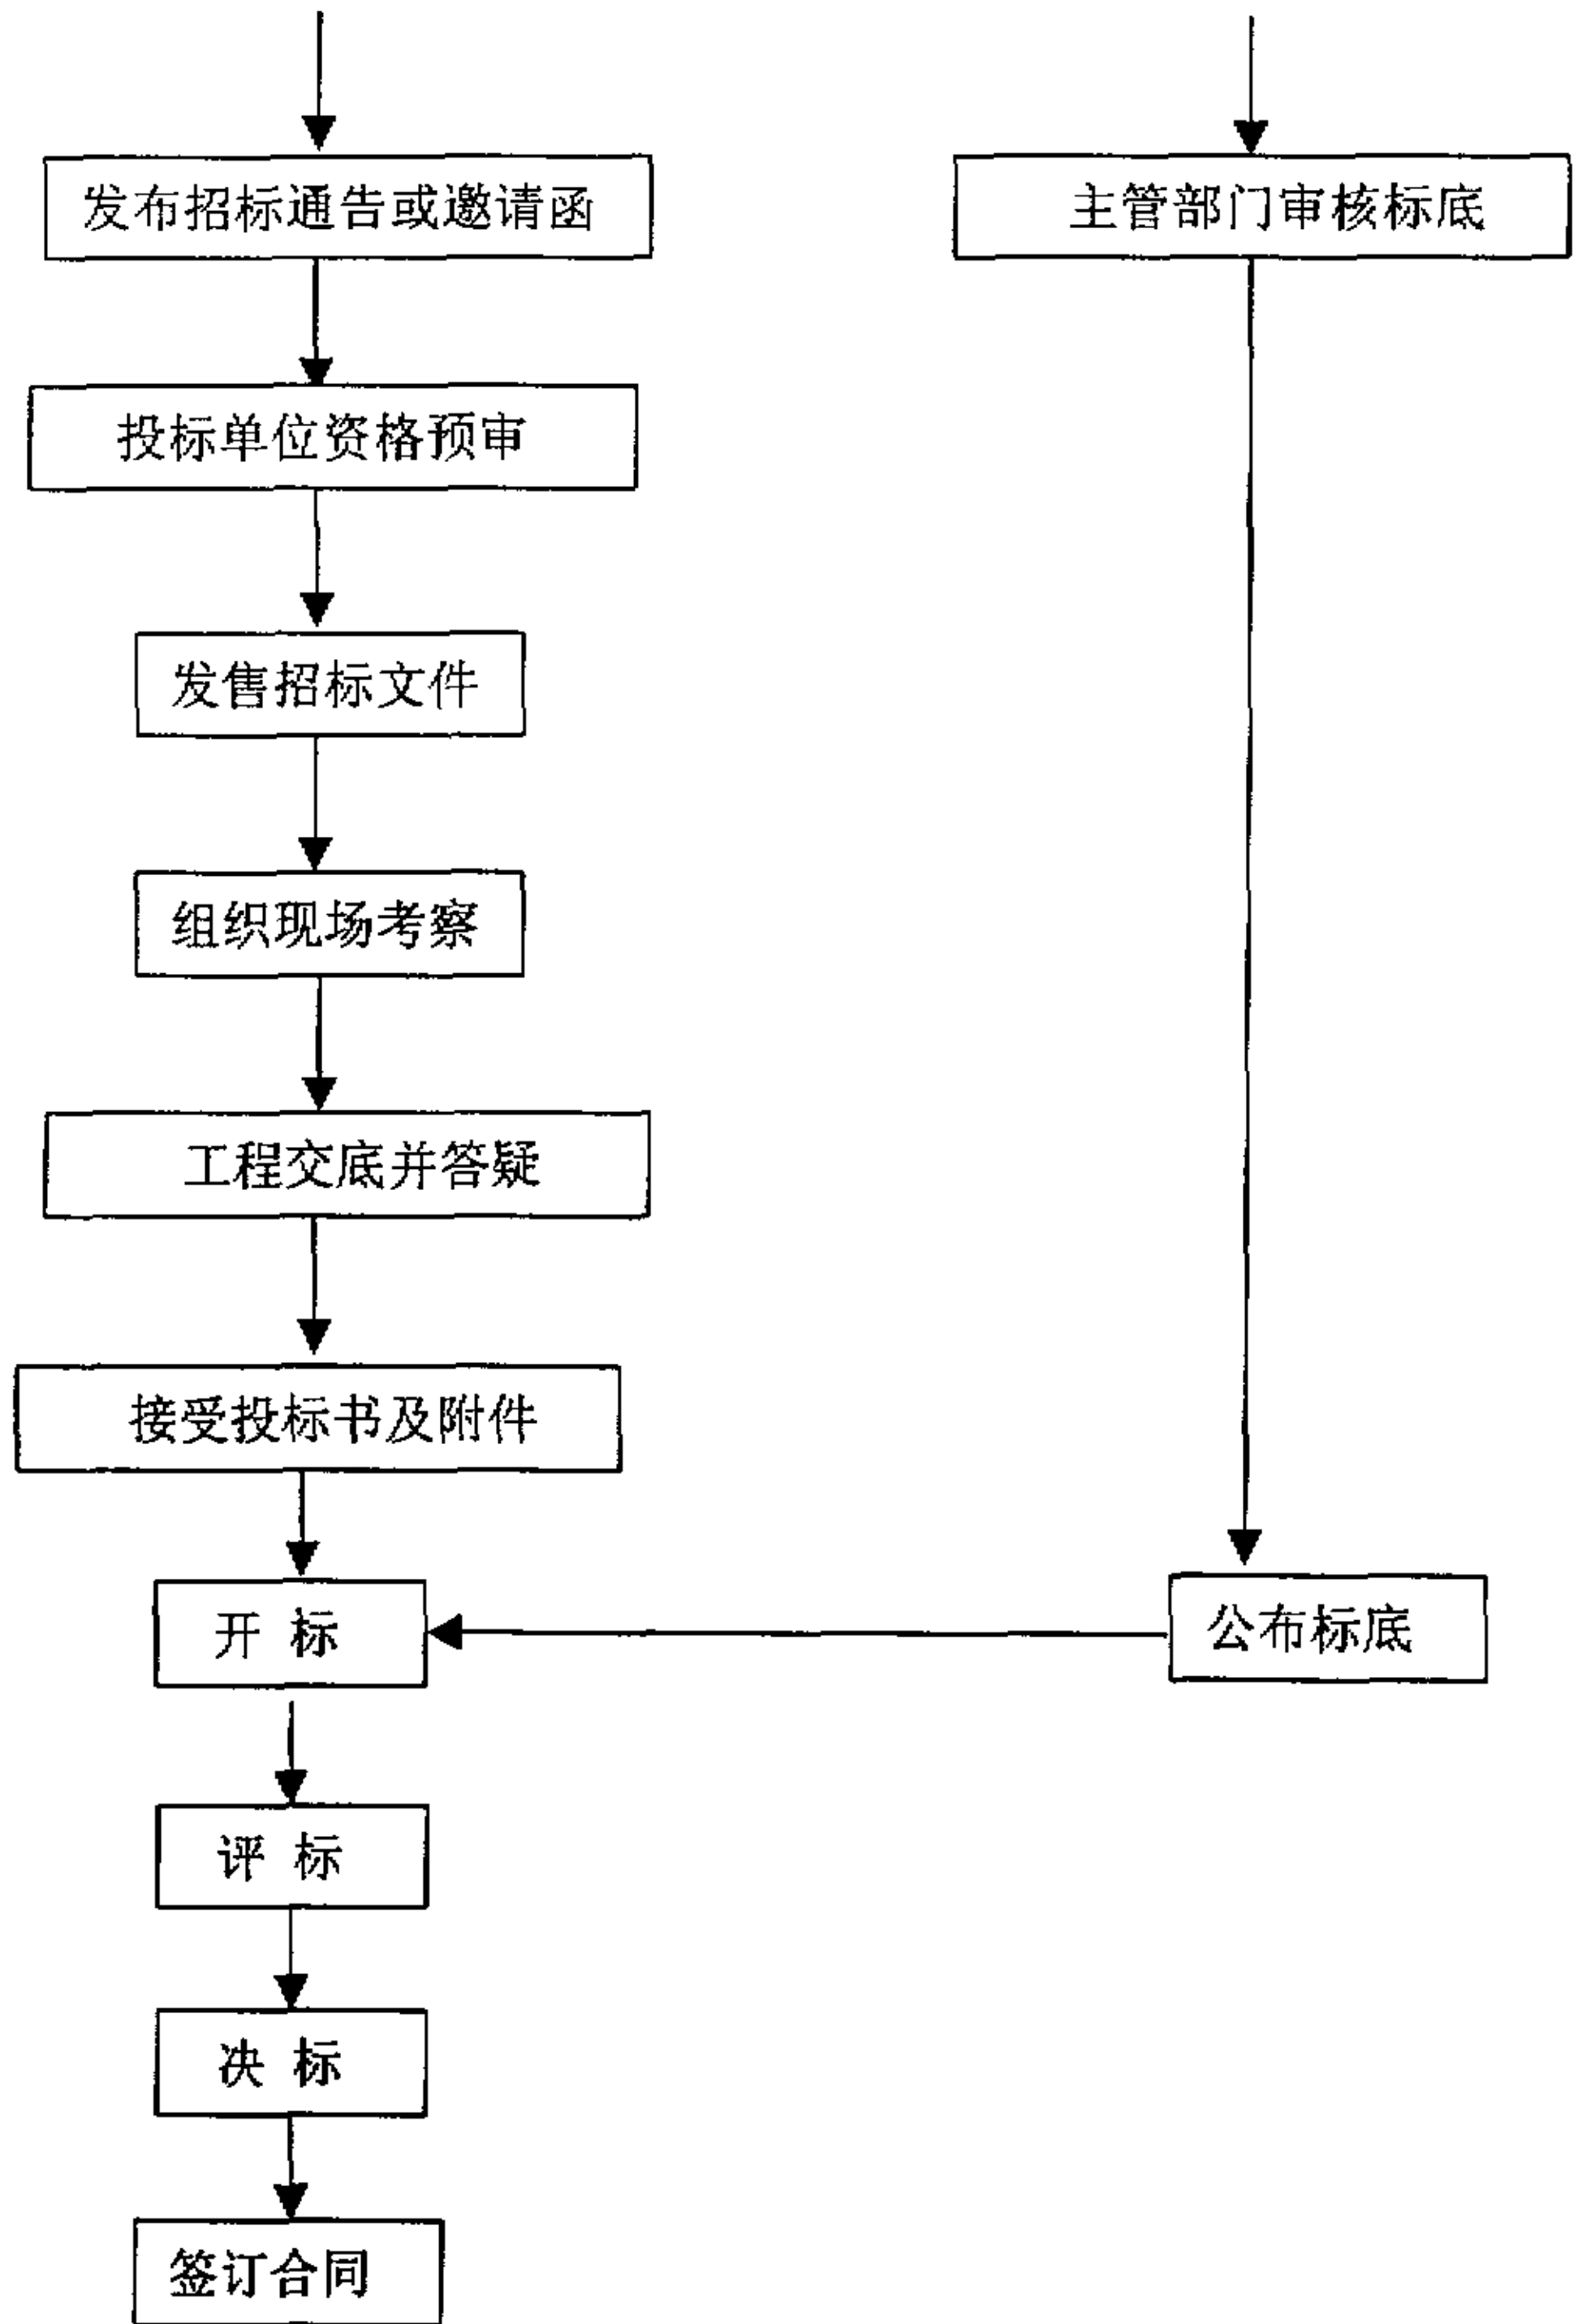 发布招标通告或邀请函
主管部门审核标底
投标单位资格预审
发售招标文件
组织现场考察
工程交底并答疑
接受投标书及附件
开 标
公布标底
评 标
决 标
签订合同